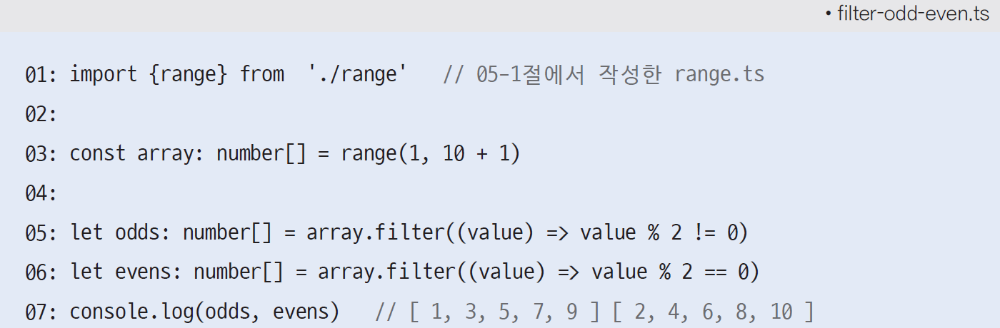 • filter-odd-even.ts
01: import {range} from  './range'   // 05-1절에서 작성한 range.ts
02:
03: const array: number[] = range(1, 10 + 1)
04:
05: let odds: number[] = array.filter((value) => value % 2 != 0)
06: let evens: number[] = array.filter((value) => value % 2 == 0)
07: console.log(odds, evens)   // [ 1, 3, 5, 7, 9 ] [ 2, 4, 6, 8, 10 ]